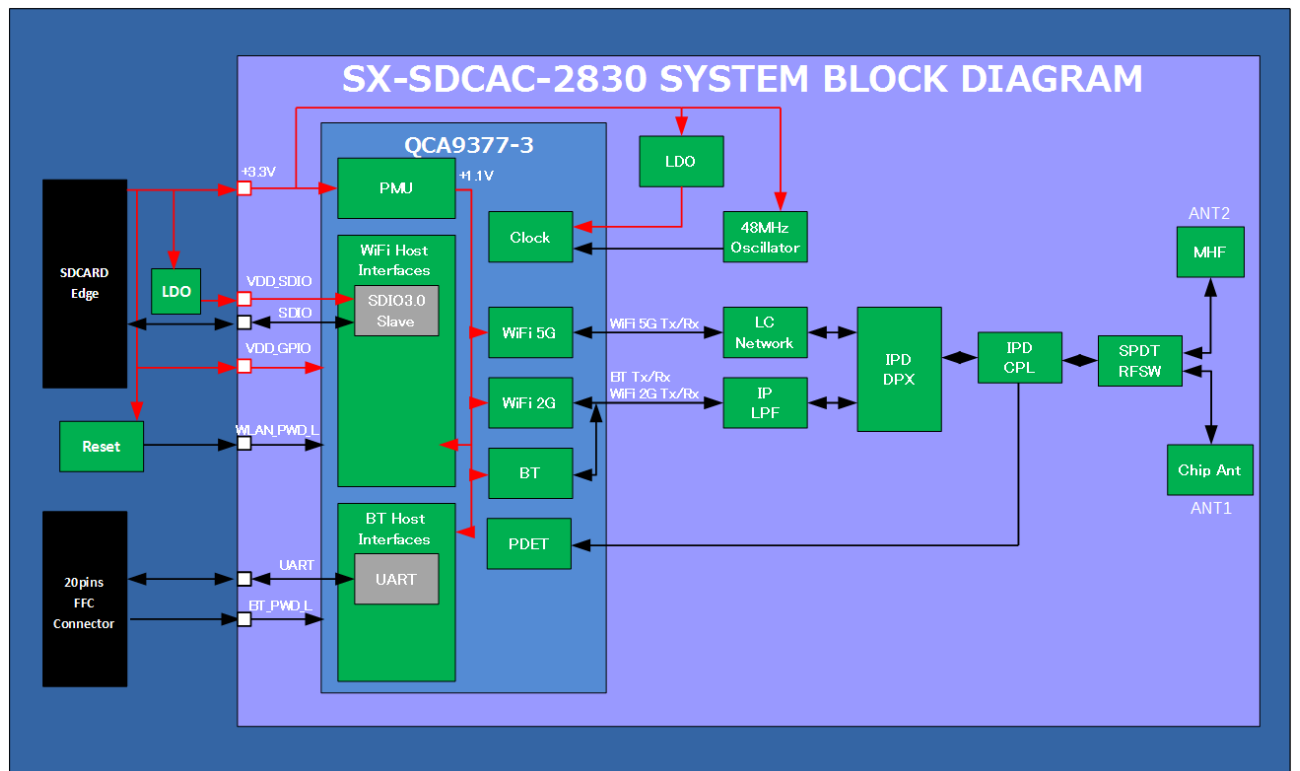 SX-SDCAC-2830 SYSTEM BLOCK DIAGRAM
QCA9377-3
+3.3V
PMU
+1.1V
LDO
Clock
48MHz
Oscillator
ANT2
MHF
SDCARD
Edge
LDO
VDD_SDIO
SDIO
VDD_GPIO
WiFi Host
Interfaces
SDIO3.0
Slave
WiFi 5G
WiFi 5G Tx/Rx
LC
Network
IPD
DPX
IPD
CPL
SPDT
RFSW
WiFi 2G
BT Tx/Rx
WiFi 2G Tx/Rx
IP
LPF
Reset
WLAN_PWD_L
BT
Chip Ant
ANT1
PDET
BT Host
Interfaces
UART
UART
20pins
FFC
Connector
BT_PWD_L